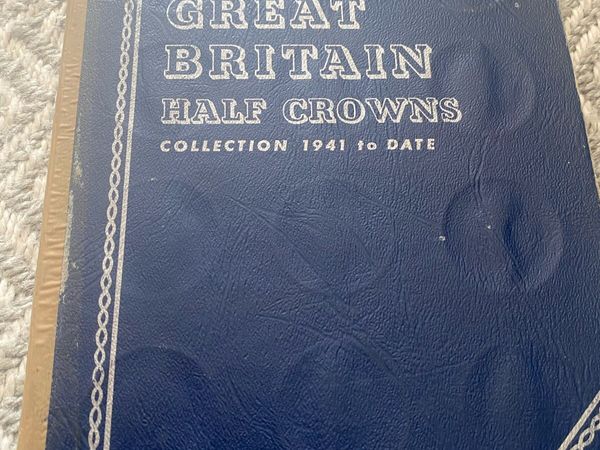 GREAT
BRITAIN
HALF CROWNS
COLLECTION 1941 to DATE